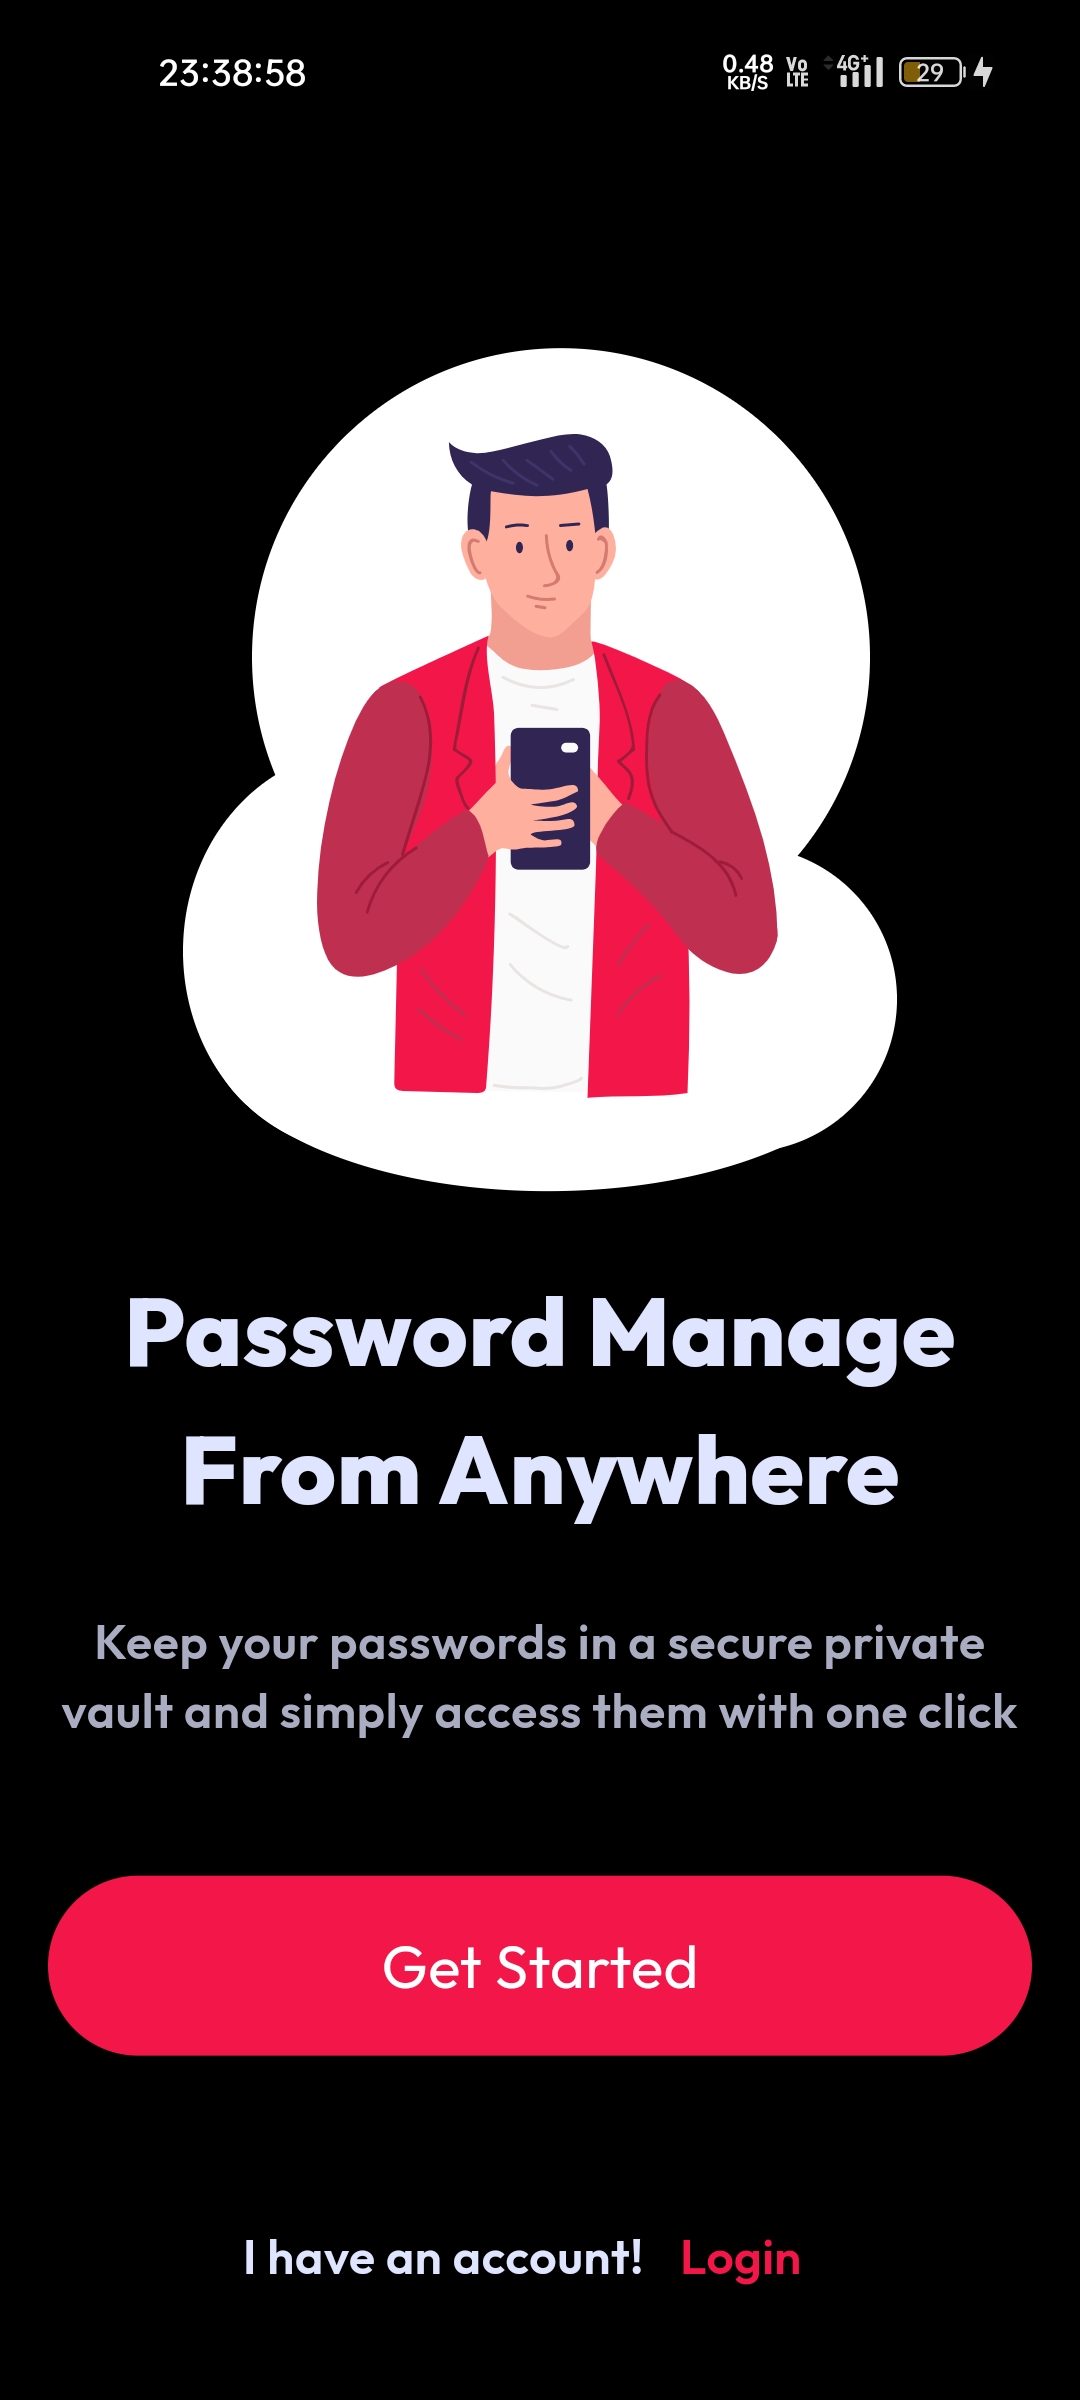 23:38:58
0.48 KB/S Vo LTE 4G+ 29
Password Manage
From Anywhere
Keep your passwords in a secure private
vault and simply access them with one click
Get Started
I have an account! Login